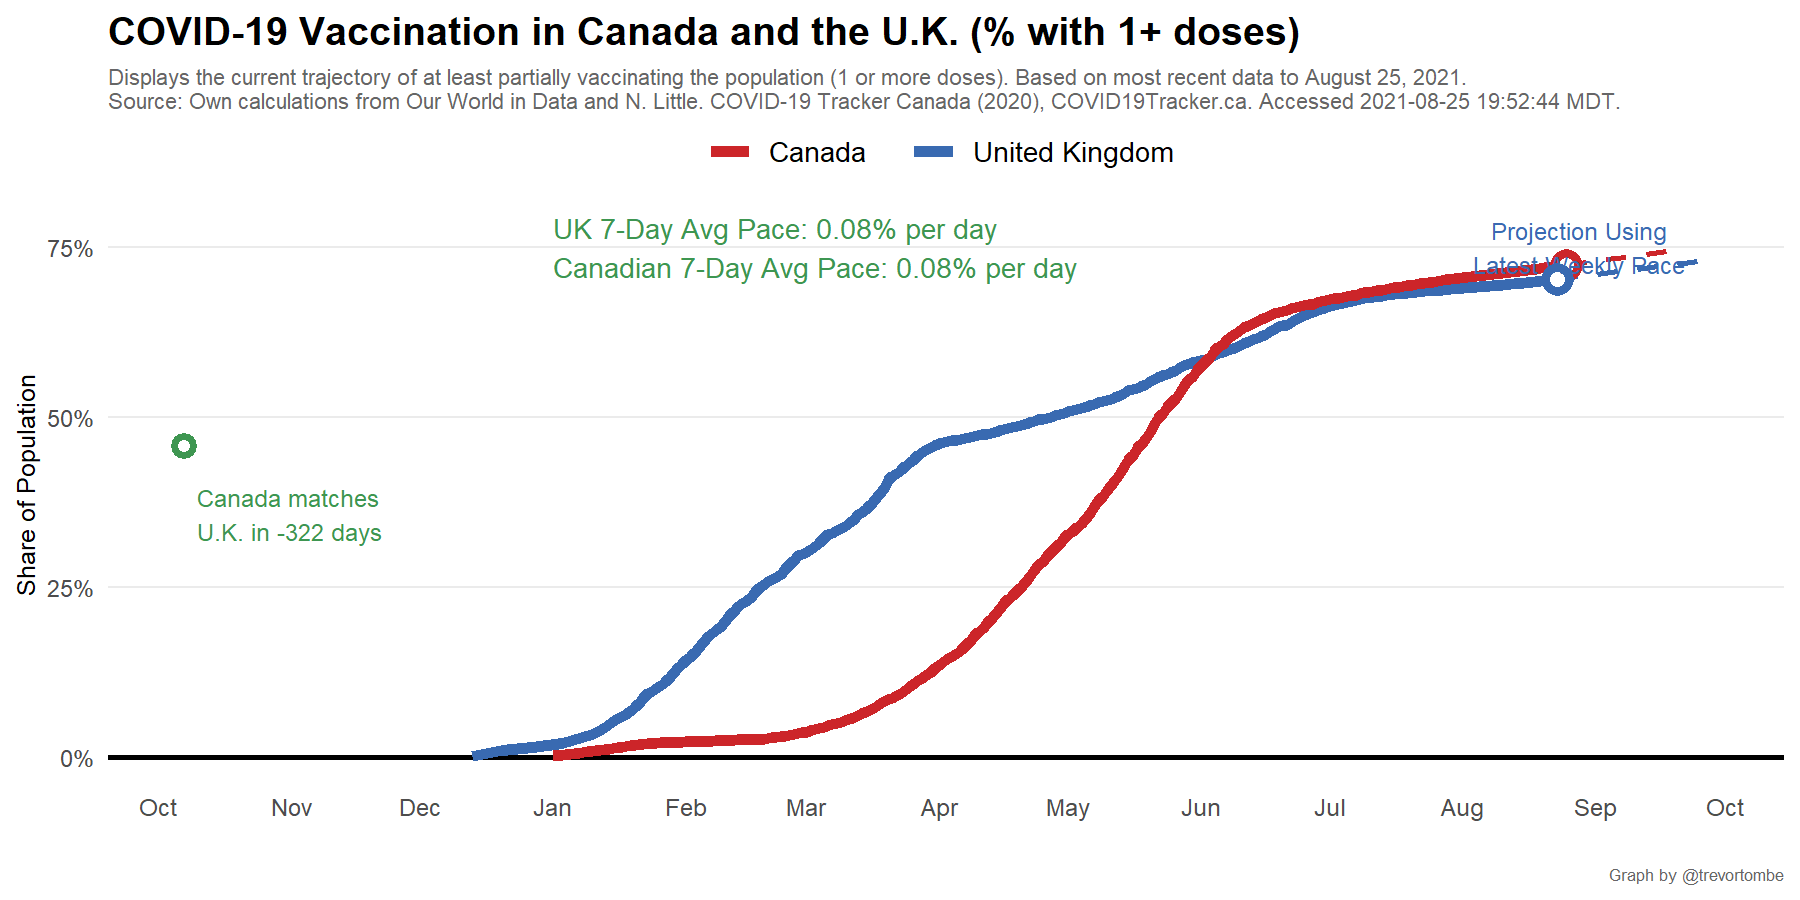 COVID-19 Vaccination in Canada and the U.K. (% with 1+ doses)
Displays the current trajectory of at least partially vaccinating the population (1 or more doses). Based on most recent data to August 25, 2021.
Source: Own calculations from Our World in Data and N. Little. COVID-19 Tracker Canada (2020), COVID19Tracker.ca. Accessed 2021-08-25 19:52:44 MDT.
Canada
United Kingdom
UK 7-Day Avg Pace: 0.08% per day
Canadian 7-Day Avg Pace: 0.08% per day
Projection Using
Latest Weekly Pace
Canada matches
U.K. in -322 days
Share of Population
75%
50%
25%
0%
Oct Nov Dec Jan Feb Mar Apr May Jun Jul Aug Sep Oct
Graph by @trevortombe